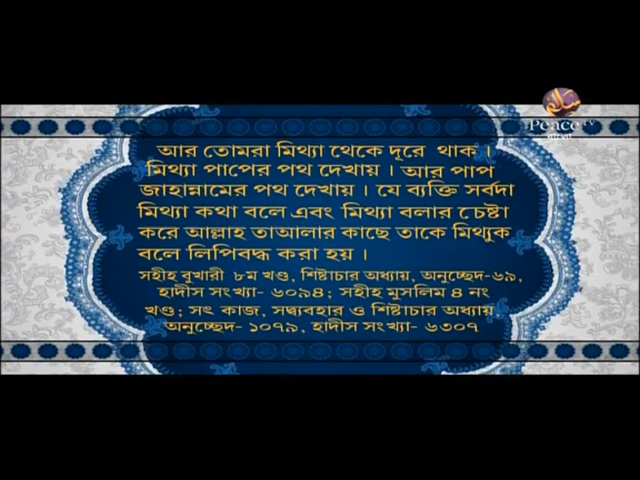 سلام
Peace TV
বাংলা
আর তোমরা মিথ্যা থেকে দূরে থাক ।
মিথ্যা পাপের পথ দেখায় । আর পাপ
জাহান্নামের পথ দেখায় । যে ব্যক্তি সর্বদা
মিথ্যা কথা বলে এবং মিথ্যা বলার চেষ্টা
করে আল্লাহ তাআলার কাছে তাকে মিথ্যুক
বলে লিপিবদ্ধ করা হয় ।
সহীহ বুখারী ৮ম খণ্ড, শিষ্টাচার অধ্যায়, অনুচ্ছেদ-৬৯,
হাদীস সংখ্যা- ৬০৯৪; সহীহ মুসলিম ৪ নং
খণ্ড; সৎ কাজ, সদ্ব্যবহার ও শিষ্টাচার অধ্যায়,
অনুচ্ছেদ- ১০৭৯, হাদীস সংখ্যা- ৬৩০৭